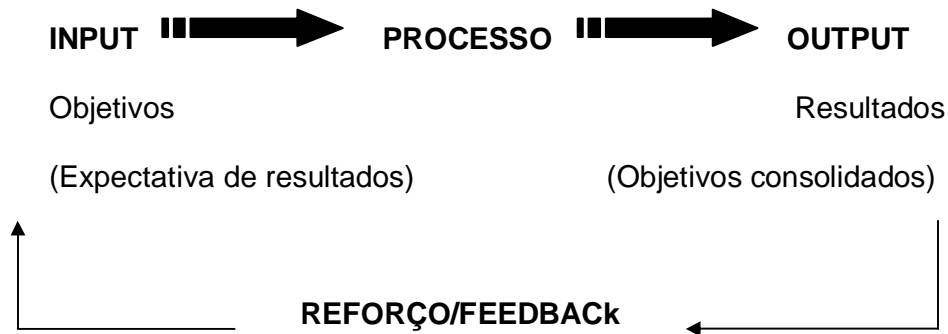 INPUT PROCESSO OUTPUT
Objetivos Resultados
(Expectativa de resultados) (Objetivos consolidados)
REFORÇO/FEEDBACk